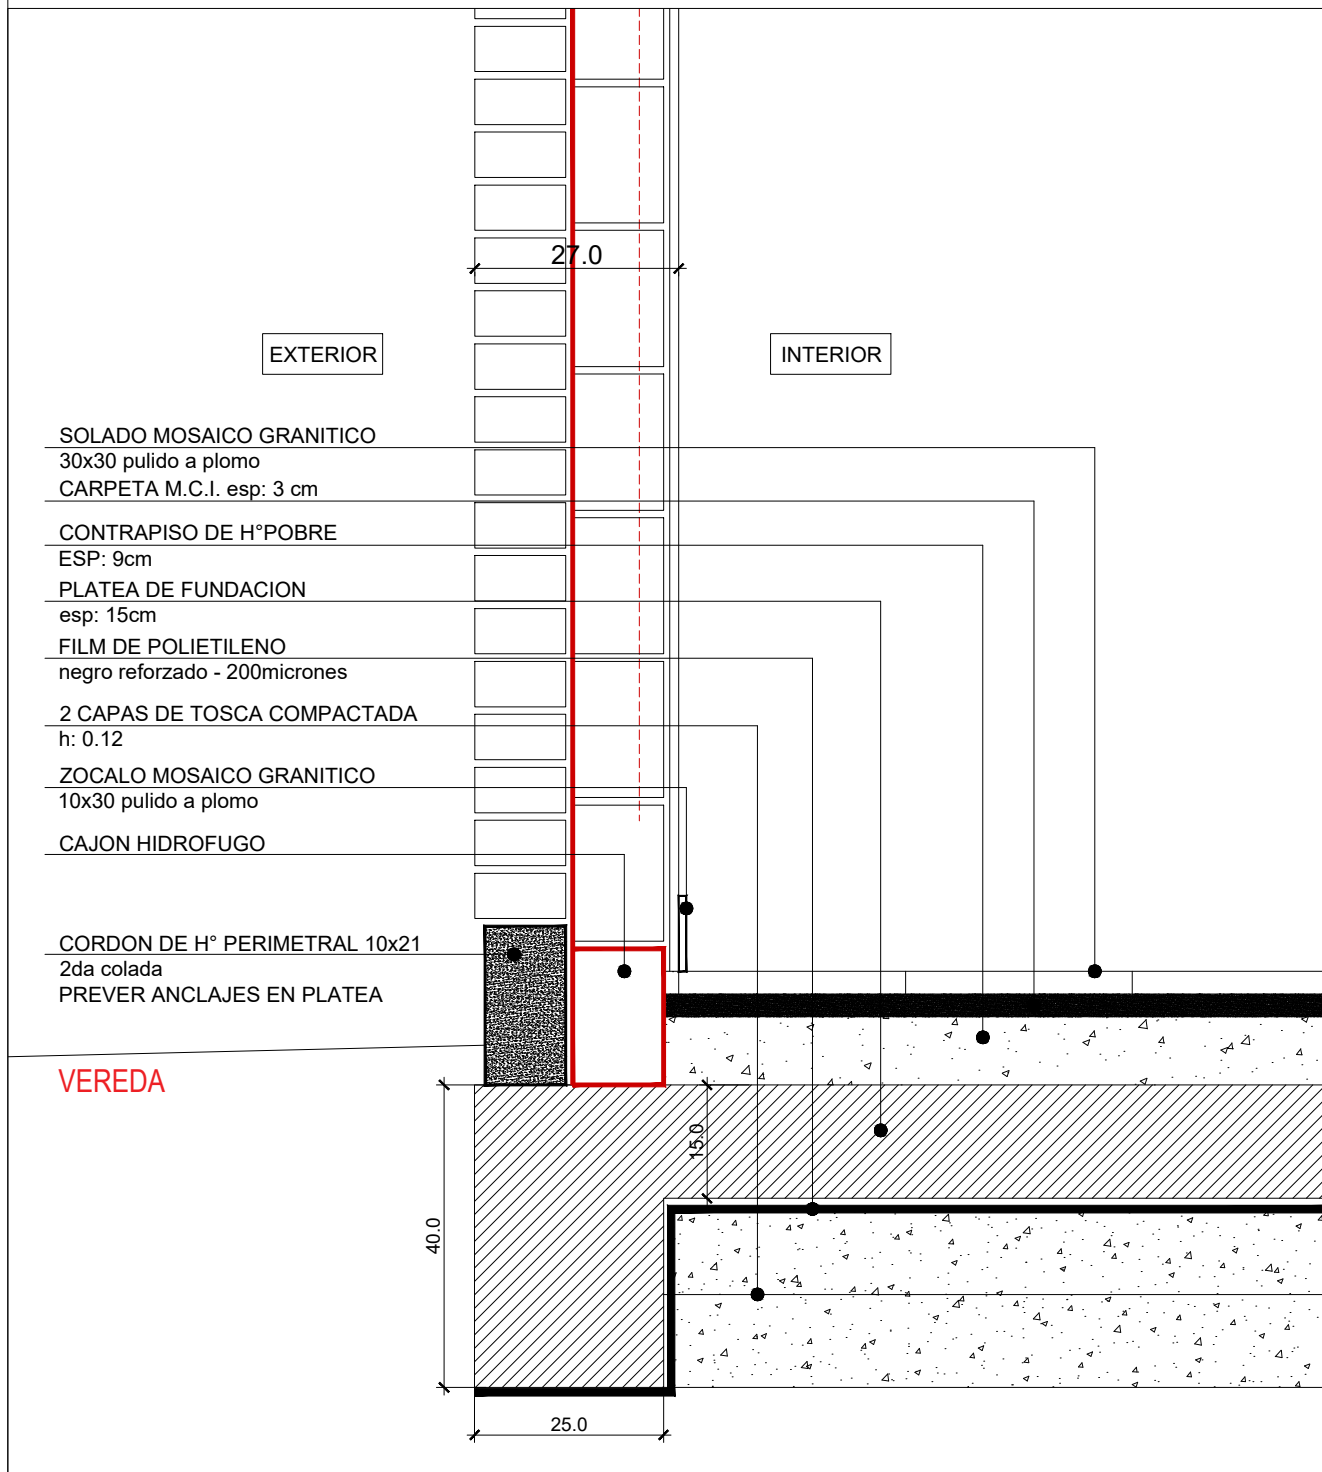 27.0
EXTERIOR
INTERIOR
SOLADO MOSAICO GRANITICO
30x30 pulido a plomo
CARPETA M.C.I. esp: 3 cm
CONTRAPISO DE H°POBRE
ESP: 9cm
PLATEA DE FUNDACION
esp: 15cm
FILM DE POLIETILENO
negro reforzado - 200micrones
2 CAPAS DE TOSCA COMPACTADA
h: 0.12
ZOCALO MOSAICO GRANITICO
10x30 pulido a plomo
CAJON HIDROFUGO
CORDON DE H° PERIMETRAL 10x21
2da colada
PREVER ANCLAJES EN PLATEA
VEREDA
15.0
40.0
25.0